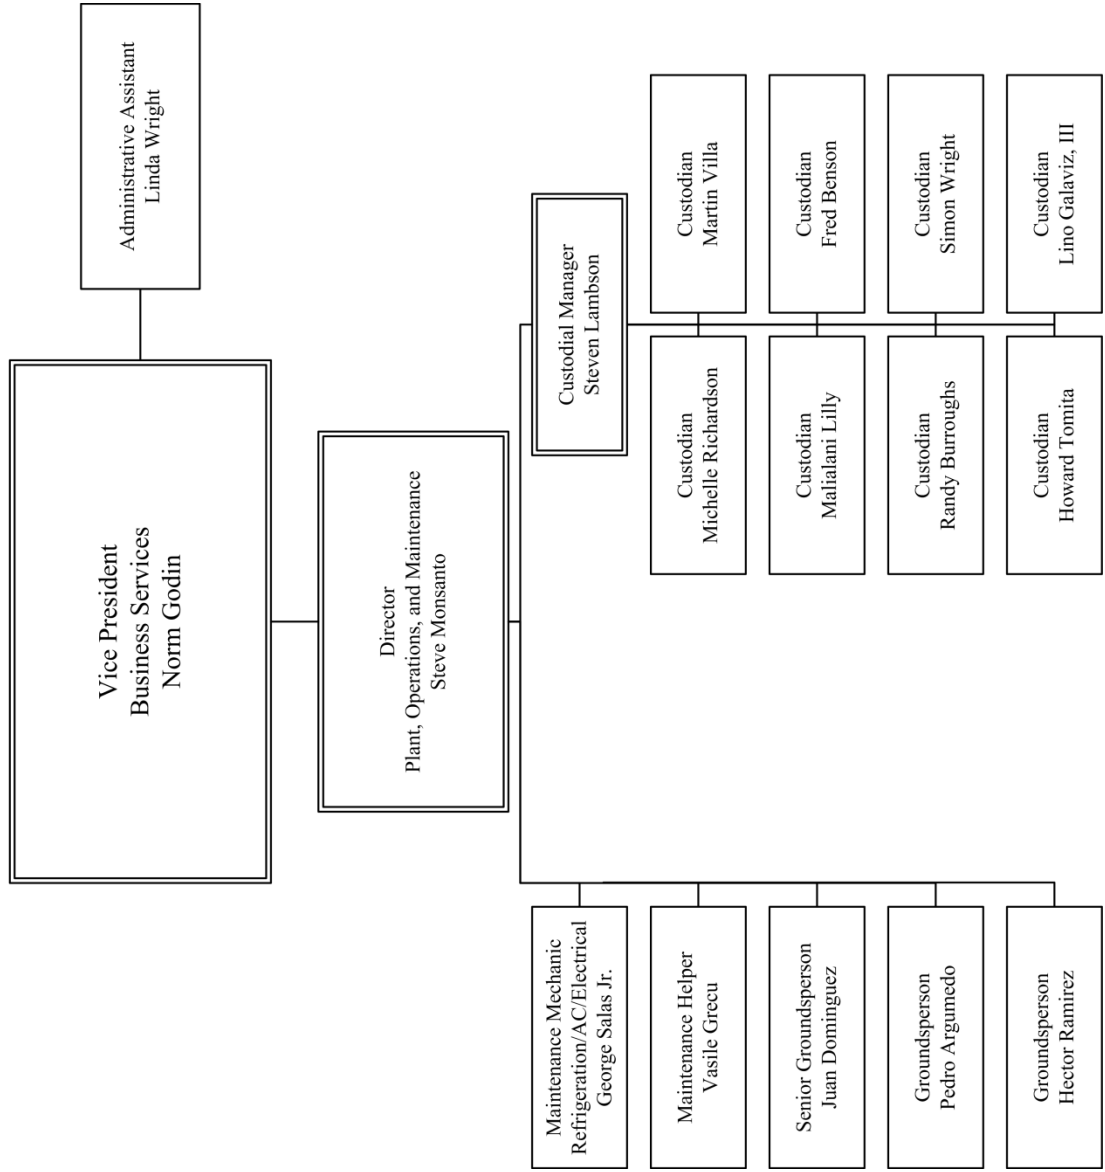 Vice President
Business Services
Norm Godin
Administrative Assistant
Linda Wright
Director
Plant, Operations, and Maintenance
Steve Monsanto
Maintenance Mechanic
Refrigeration/AC/Electrical
George Salas Jr.
Maintenance Helper
Vasile Grecu
Senior Groundsperson
Juan Dominguez
Groundsperson
Pedro Argumedo
Groundsperson
Hector Ramirez
Custodial Manager
Steven Lambson
Custodian
Michelle Richardson
Custodian
Martin Villa
Custodian
Malialani Lilly
Custodian
Fred Benson
Custodian
Randy Burroughs
Custodian
Simon Wright
Custodian
Howard Tomita
Custodian
Lino Galaviz, III